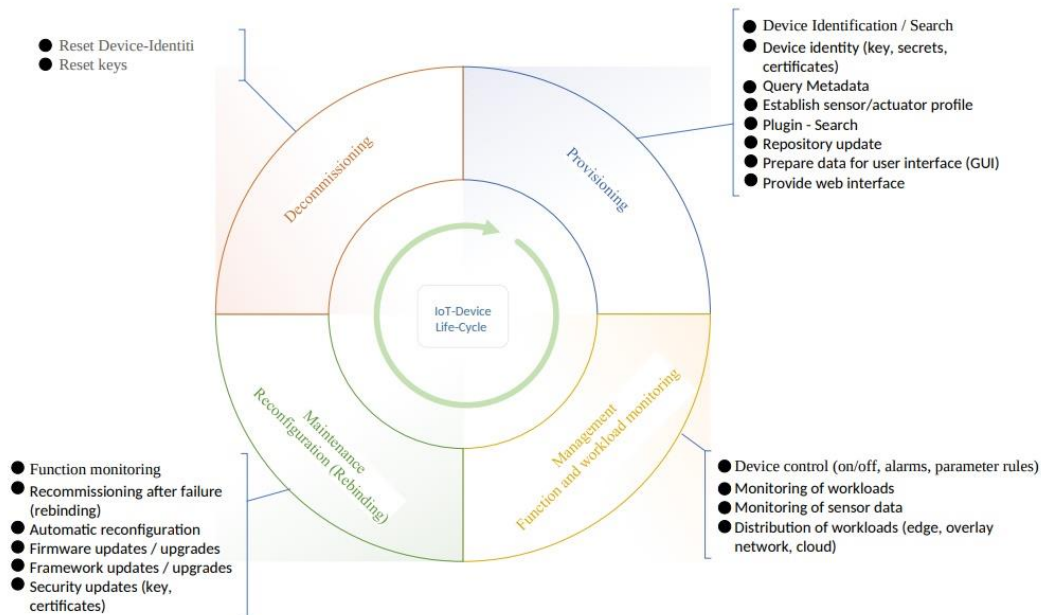 Reset Device-Identiti
Reset keys
Decommissioning
Device Identification / Search
Device identity (key, secrets,
certificates)
Query Metadata
Establish sensor/actuator profile
Plugin - Search
Repository update
Prepare data for user interface (GUI)
Provide web interface
Provisioning
IoT-Device
Life-Cycle
Maintenance
Reconfiguration (Rebinding)
Management
Function and workload monitoring
Function monitoring
Recommissioning after failure
(rebinding)
Automatic reconfiguration
Firmware updates / upgrades
Framework updates / upgrades
Security updates (key,
certificates)
Device control (on/off, alarms, parameter rules)
Monitoring of workloads
Monitoring of sensor data
Distribution of workloads (edge, overlay
network, cloud)